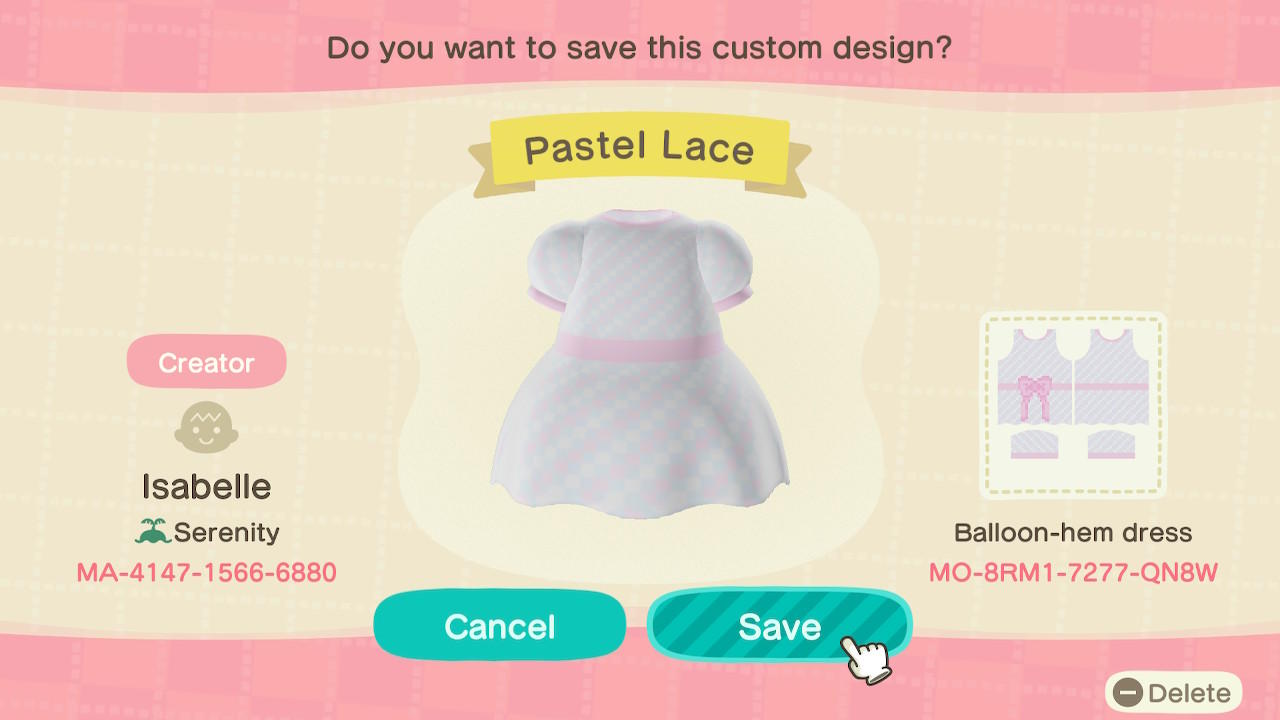 Do you want to save this custom design?
Pastel Lace
Creator
Isabelle
Serenity
MA-4147-1566-6880
Balloon-hem dress
MO-8RM1-7277-QN8W
Cancel
Save
Delete